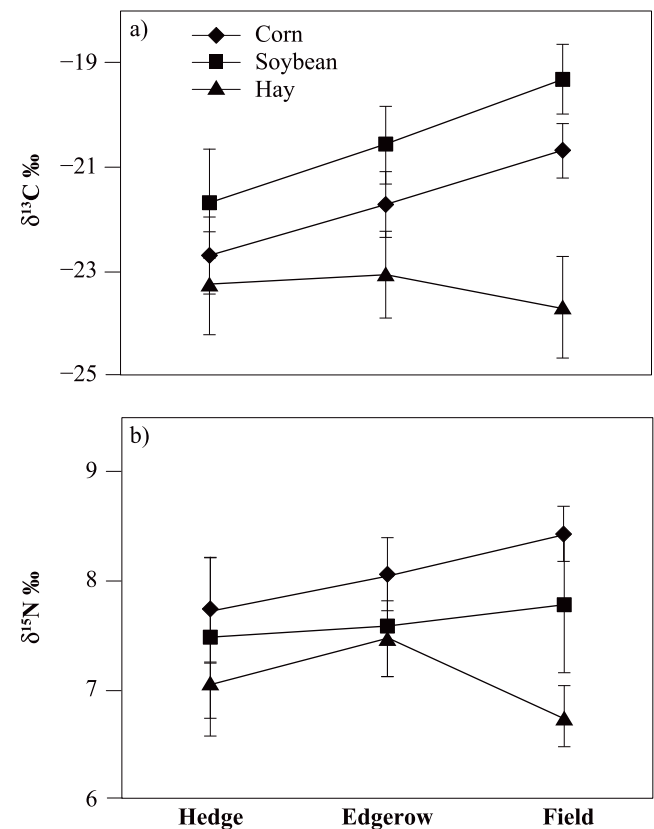 a)
Corn
Soybean
Hay
−19
−21
−23
−25
δ¹³C ‰
b)
9
8
7
6
δ¹⁵N ‰
Hedge Edgerow Field